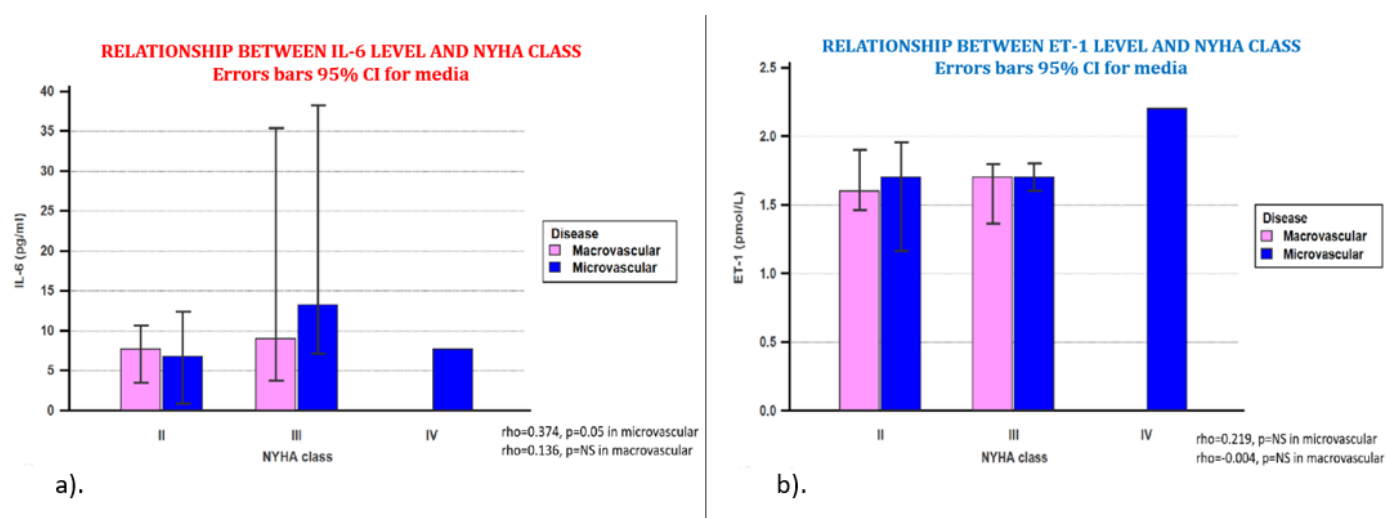 RELATIONSHIP BETWEEN IL-6 LEVEL AND NYHA CLASS
Errors bars 95% CI for media
IL-6 (pg/ml)
40
35
30
25
20
15
10
5
0
II
III
IV
NYHA class
Disease
Macrovascular
Microvascular
rho=0.374, p=0.05 in microvascular
rho=0.136, p=NS in macrovascular
a).
RELATIONSHIP BETWEEN ET-1 LEVEL AND NYHA CLASS
Errors bars 95% CI for media
ET-1 (pmol/L)
2.5
2.0
1.5
1.0
0.5
0.0
II
III
IV
NYHA class
Disease
Macrovascular
Microvascular
rho=0.219, p=NS in microvascular
rho=-0.004, p=NS in macrovascular
b).